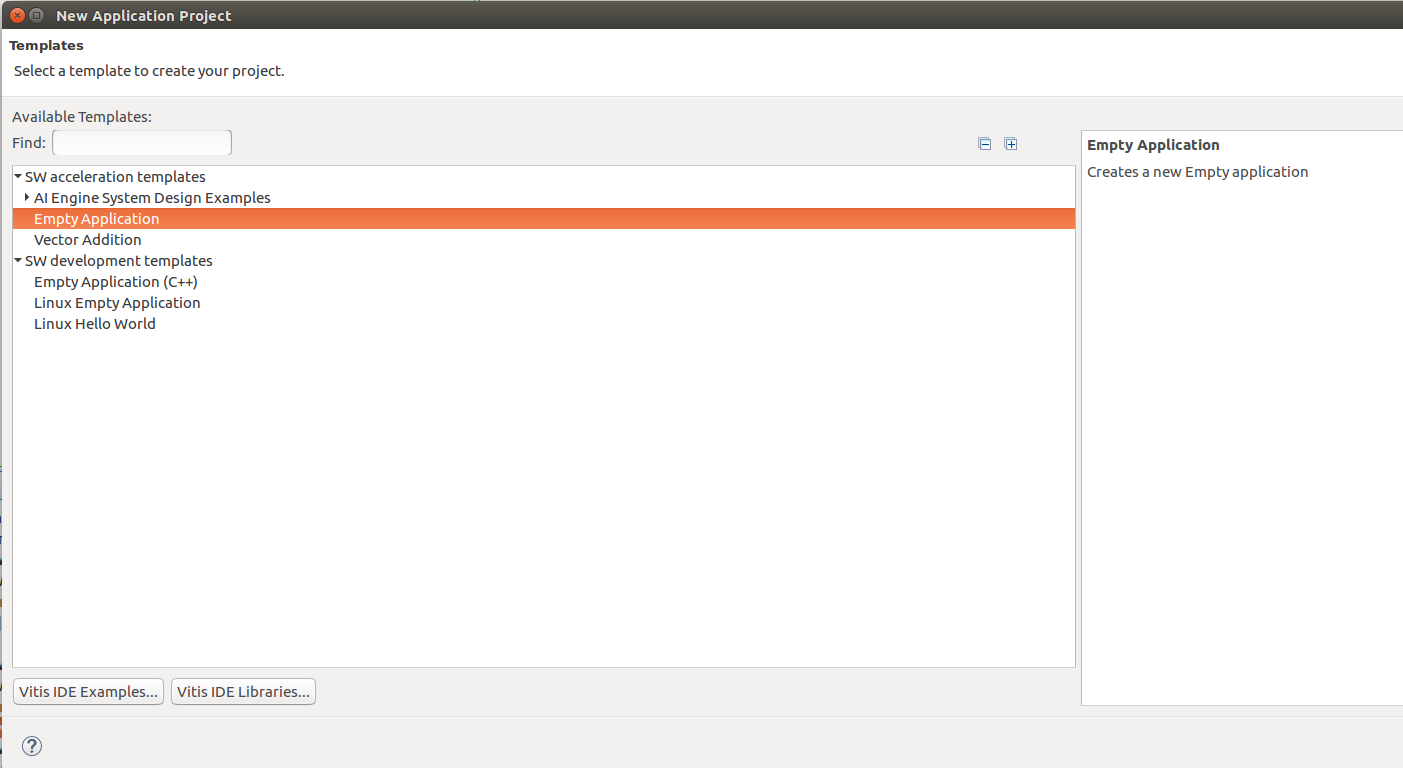 New Application Project
Templates
Select a template to create your project.
Available Templates:
Find:
SW acceleration templates
AI Engine System Design Examples
Empty Application
Vector Addition
SW development templates
Empty Application (C++)
Linux Empty Application
Linux Hello World
Empty Application
Creates a new Empty application
Vitis IDE Examples... Vitis IDE Libraries...
?